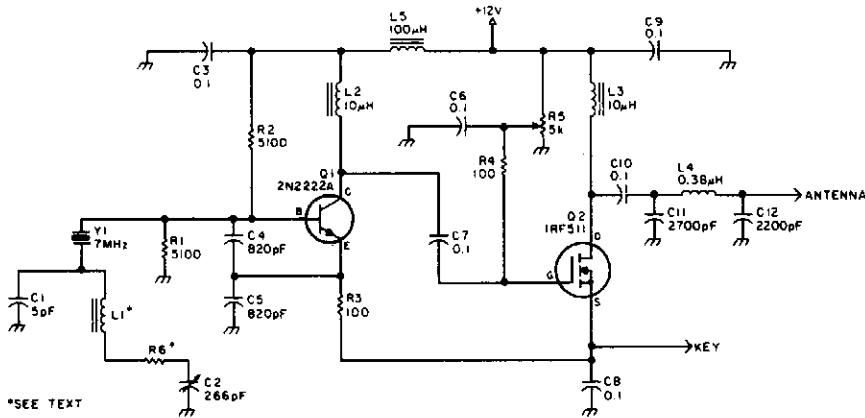 +12V
L5
100µH
C9
0.1
C3
0.1
L2
10µH
C6
0.1
R5
5k
L3
10µH
R2
5100
R4
100
Q1
2N2222A
C
B
E
C10
0.1
L4
0.38µH
ANTENNA
Y1
7MHz
R1
5100
C4
820pF
C7
0.1
Q2
IRF511
D
G
S
C11
2700pF
C12
2200pF
C1
5pF
L1*
C5
820pF
R3
100
R6*
KEY
C2
266pF
C8
0.1
*SEE TEXT